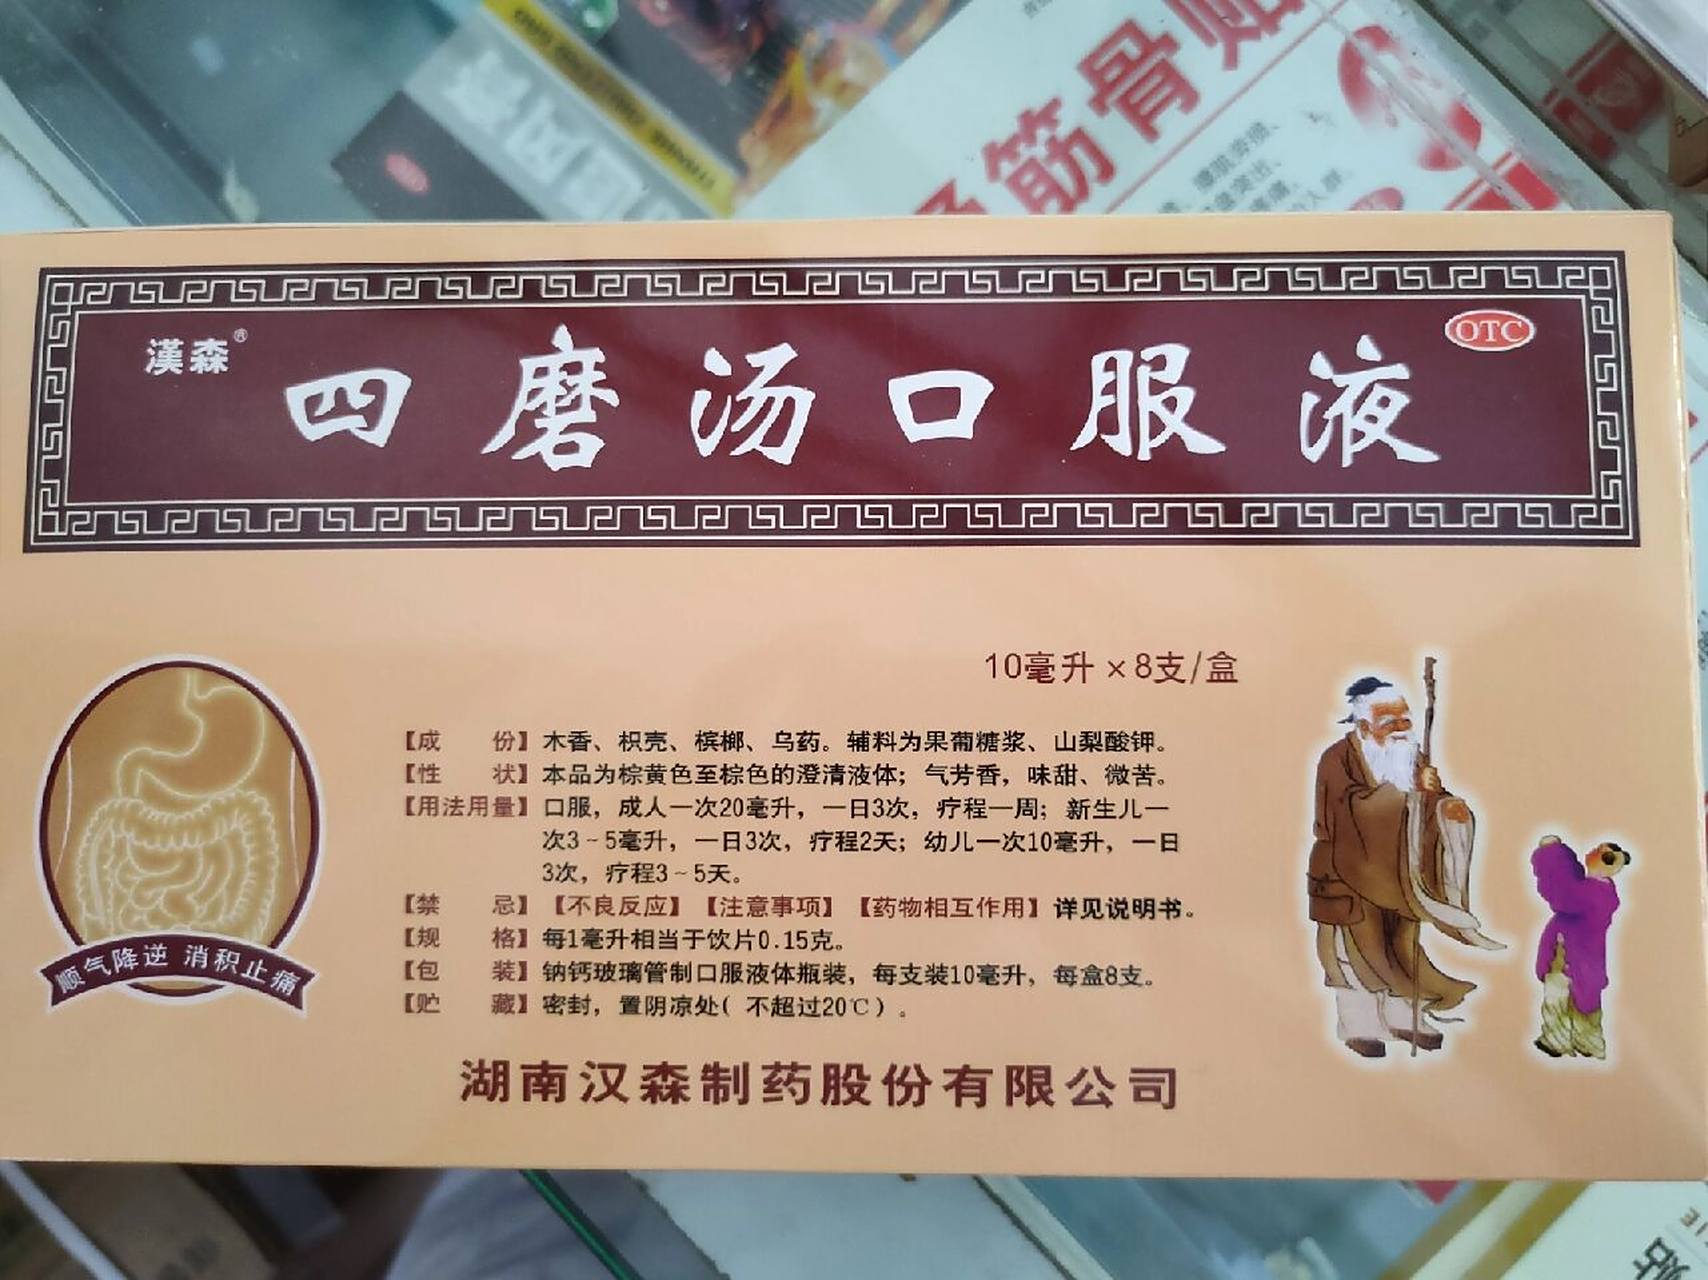 筋骨贴
腰肌劳损、
漢森®
OTC
四磨汤口服液
10毫升×8支/盒
【成　　份】木香、枳壳、槟榔、乌药。辅料为果葡糖浆、山梨酸钾。
【性　　状】本品为棕黄色至棕色的澄清液体；气芳香，味甜、微苦。
【用法用量】口服，成人一次20毫升，一日3次，疗程一周；新生儿一
次3~5毫升，一日3次，疗程2天；幼儿一次10毫升，一日
3次，疗程3~5天。
【禁　　忌】【不良反应】【注意事项】【药物相互作用】详见说明书。
【规　　格】每1毫升相当于饮片0.15克。
【包　　装】钠钙玻璃管制口服液体瓶装，每支装10毫升，每盒8支。
【贮　　藏】密封，置阴凉处(不超过20℃)。
顺气降逆 消积止痛
湖南汉森制药股份有限公司